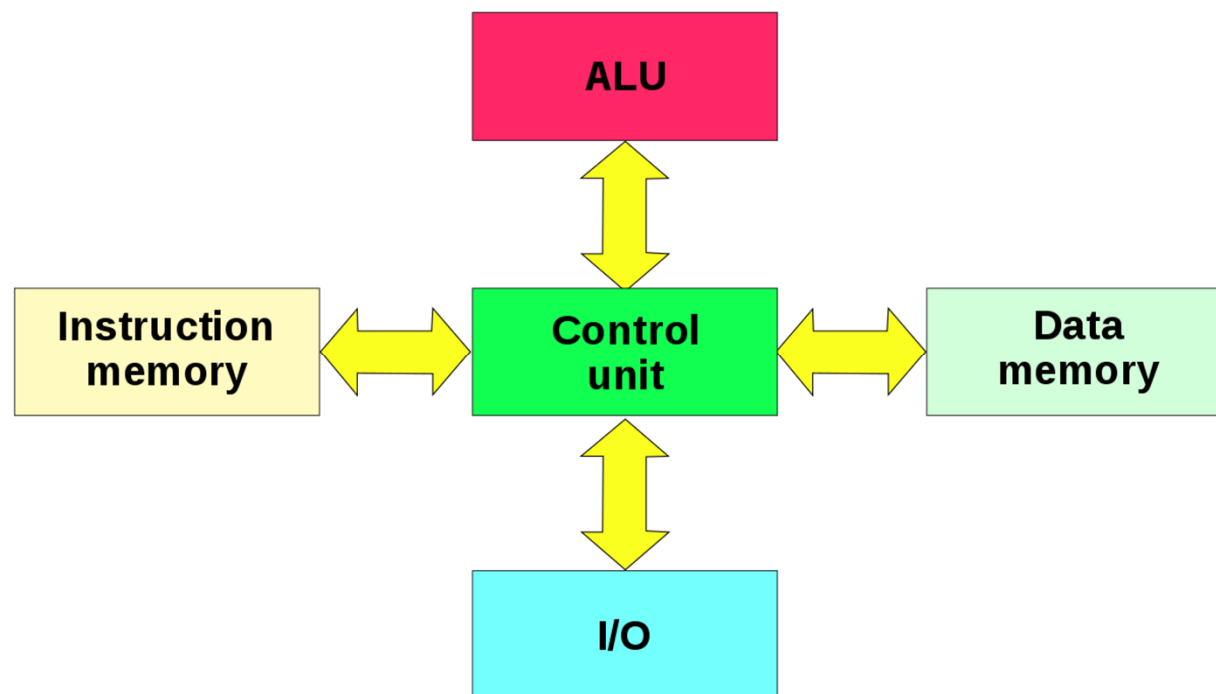 ALU
Instruction
memory
Control
unit
Data
memory
I/O